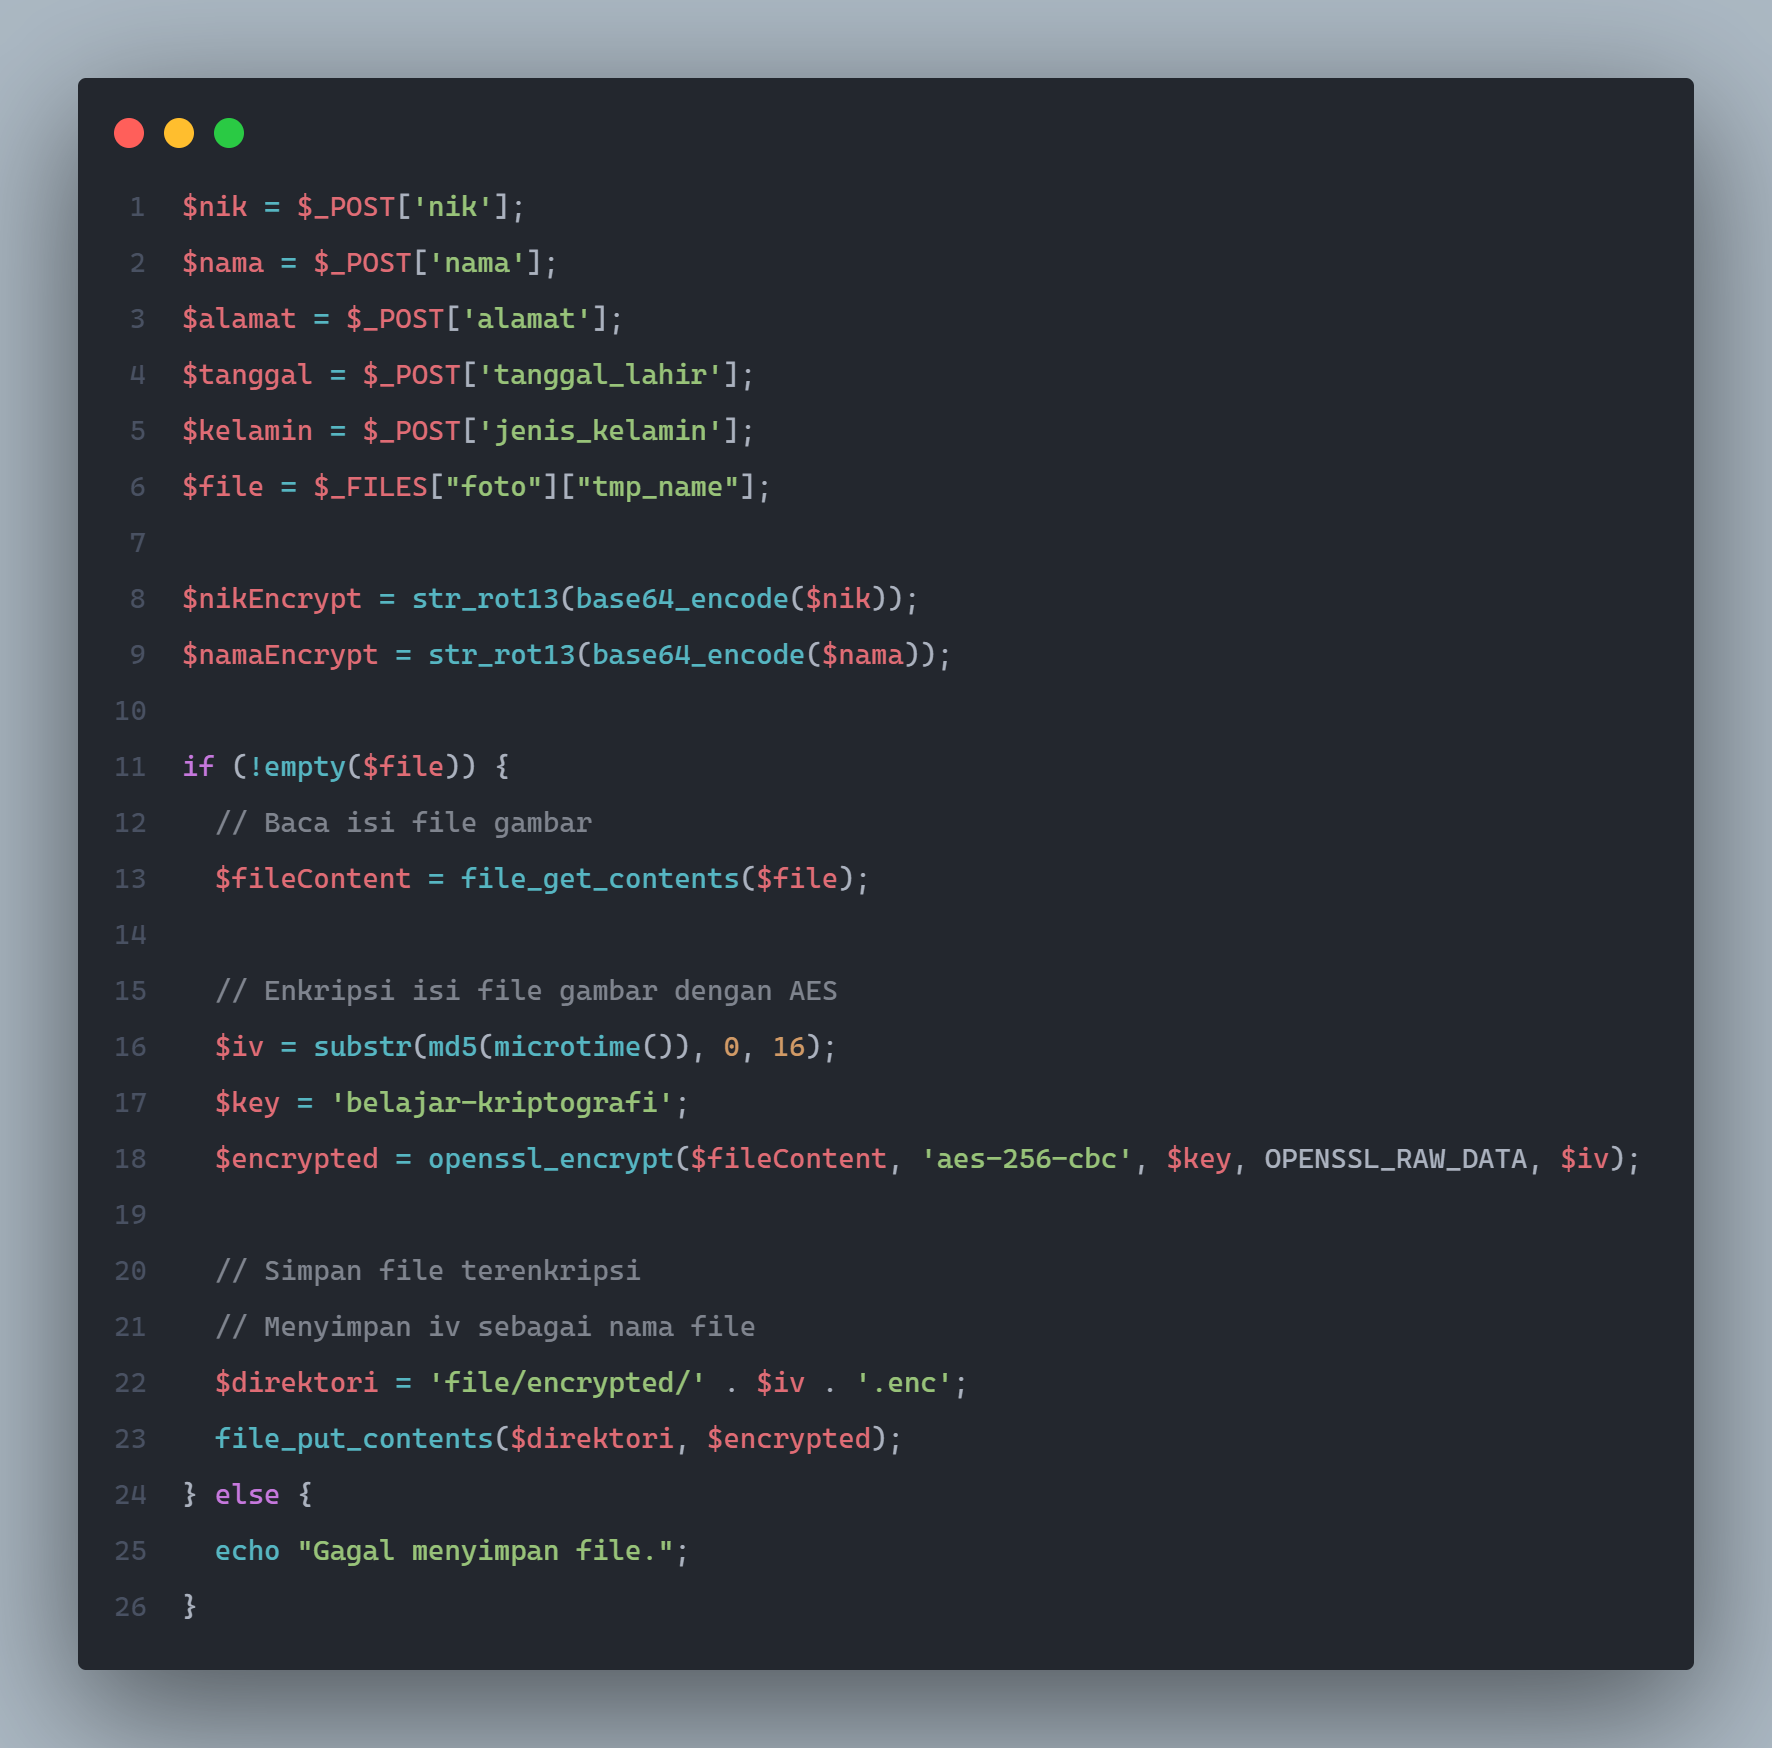 1 $nik = $_POST['nik'];
2 $nama = $_POST['nama'];
3 $alamat = $_POST['alamat'];
4 $tanggal = $_POST['tanggal_lahir'];
5 $kelamin = $_POST['jenis_kelamin'];
6 $file = $_FILES["foto"]["tmp_name"];
7
8 $nikEncrypt = str_rot13(base64_encode($nik));
9 $namaEncrypt = str_rot13(base64_encode($nama));
10
11 if (!empty($file)) {
12   // Baca isi file gambar
13   $fileContent = file_get_contents($file);
14
15   // Enkripsi isi file gambar dengan AES
16   $iv = substr(md5(microtime()), 0, 16);
17   $key = 'belajar-kriptografi';
18   $encrypted = openssl_encrypt($fileContent, 'aes-256-cbc', $key, OPENSSL_RAW_DATA, $iv);
19
20   // Simpan file terenkripsi
21   // Menyimpan iv sebagai nama file
22   $direktori = 'file/encrypted/' . $iv . '.enc';
23   file_put_contents($direktori, $encrypted);
24 } else {
25   echo "Gagal menyimpan file.";
26 }